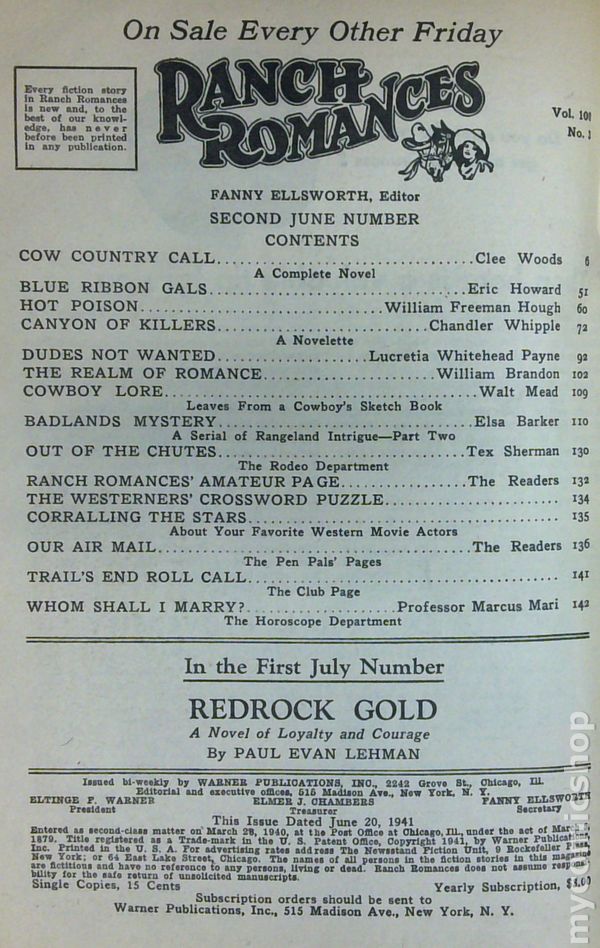 On Sale Every Other Friday
Every fiction story
in Ranch Romances
is new and, to the
best of our knowl-
edge, has never
before been printed
in any publication.
RANCH
ROMANCES
Vol. 101
No. 1
FANNY ELLSWORTH, Editor
SECOND JUNE NUMBER
CONTENTS
COW COUNTRY CALL................................Clee Woods 6
A Complete Novel
BLUE RIBBON GALS................................Eric Howard 51
HOT POISON..............................William Freeman Hough 60
CANYON OF KILLERS..........................Chandler Whipple 72
A Novelette
DUDES NOT WANTED...................Lucretia Whitehead Payne 92
THE REALM OF ROMANCE......................William Brandon 102
COWBOY LORE.......................................Walt Mead 109
Leaves From a Cowboy's Sketch Book
BADLANDS MYSTERY................................Elsa Barker 110
A Serial of Rangeland Intrigue—Part Two
OUT OF THE CHUTES...............................Tex Sherman 130
The Rodeo Department
RANCH ROMANCES' AMATEUR PAGE................The Readers 132
THE WESTERNERS' CROSSWORD PUZZLE...................... 134
CORRALLING THE STARS....................................... 135
About Your Favorite Western Movie Actors
OUR AIR MAIL.......................................The Readers 136
The Pen Pals' Pages
TRAIL'S END ROLL CALL....................................... 141
The Club Page
WHOM SHALL I MARRY?...................Professor Marcus Mari 142
The Horoscope Department
In the First July Number
REDROCK GOLD
A Novel of Loyalty and Courage
By PAUL EVAN LEHMAN
Issued bi-weekly by WARNER PUBLICATIONS, INC., 2242 Grove St., Chicago, Ill.
Editorial and executive offices, 515 Madison Ave., New York, N. Y.
ELTINGE F. WARNER ELMER J. CHAMBERS FANNY ELLSWORTH
President Treasurer Secretary
This Issue Dated June 20, 1941
Entered as second-class matter on March 28, 1940, at the Post Office at Chicago, Ill., under the act of March
1879. Title registered as a Trade-mark in the U. S. Patent Office, Copyright 1941, by Warner Publications,
Inc. Printed in the U. S. A. For advertising rates address The Newsstand Fiction Unit, 9 Rockefeller Plaza,
New York; or 64 East Lake Street, Chicago. The names of all persons in the fiction stories in this magazine
are fictitious and have no reference to any persons, living or dead. Ranch Romances does not assume responsi-
bility for the safe return of unsolicited manuscripts.
Single Copies, 15 Cents Yearly Subscription, $3.00
Subscription orders should be sent to
Warner Publications, Inc., 515 Madison Ave., New York, N. Y.
mycomicshop